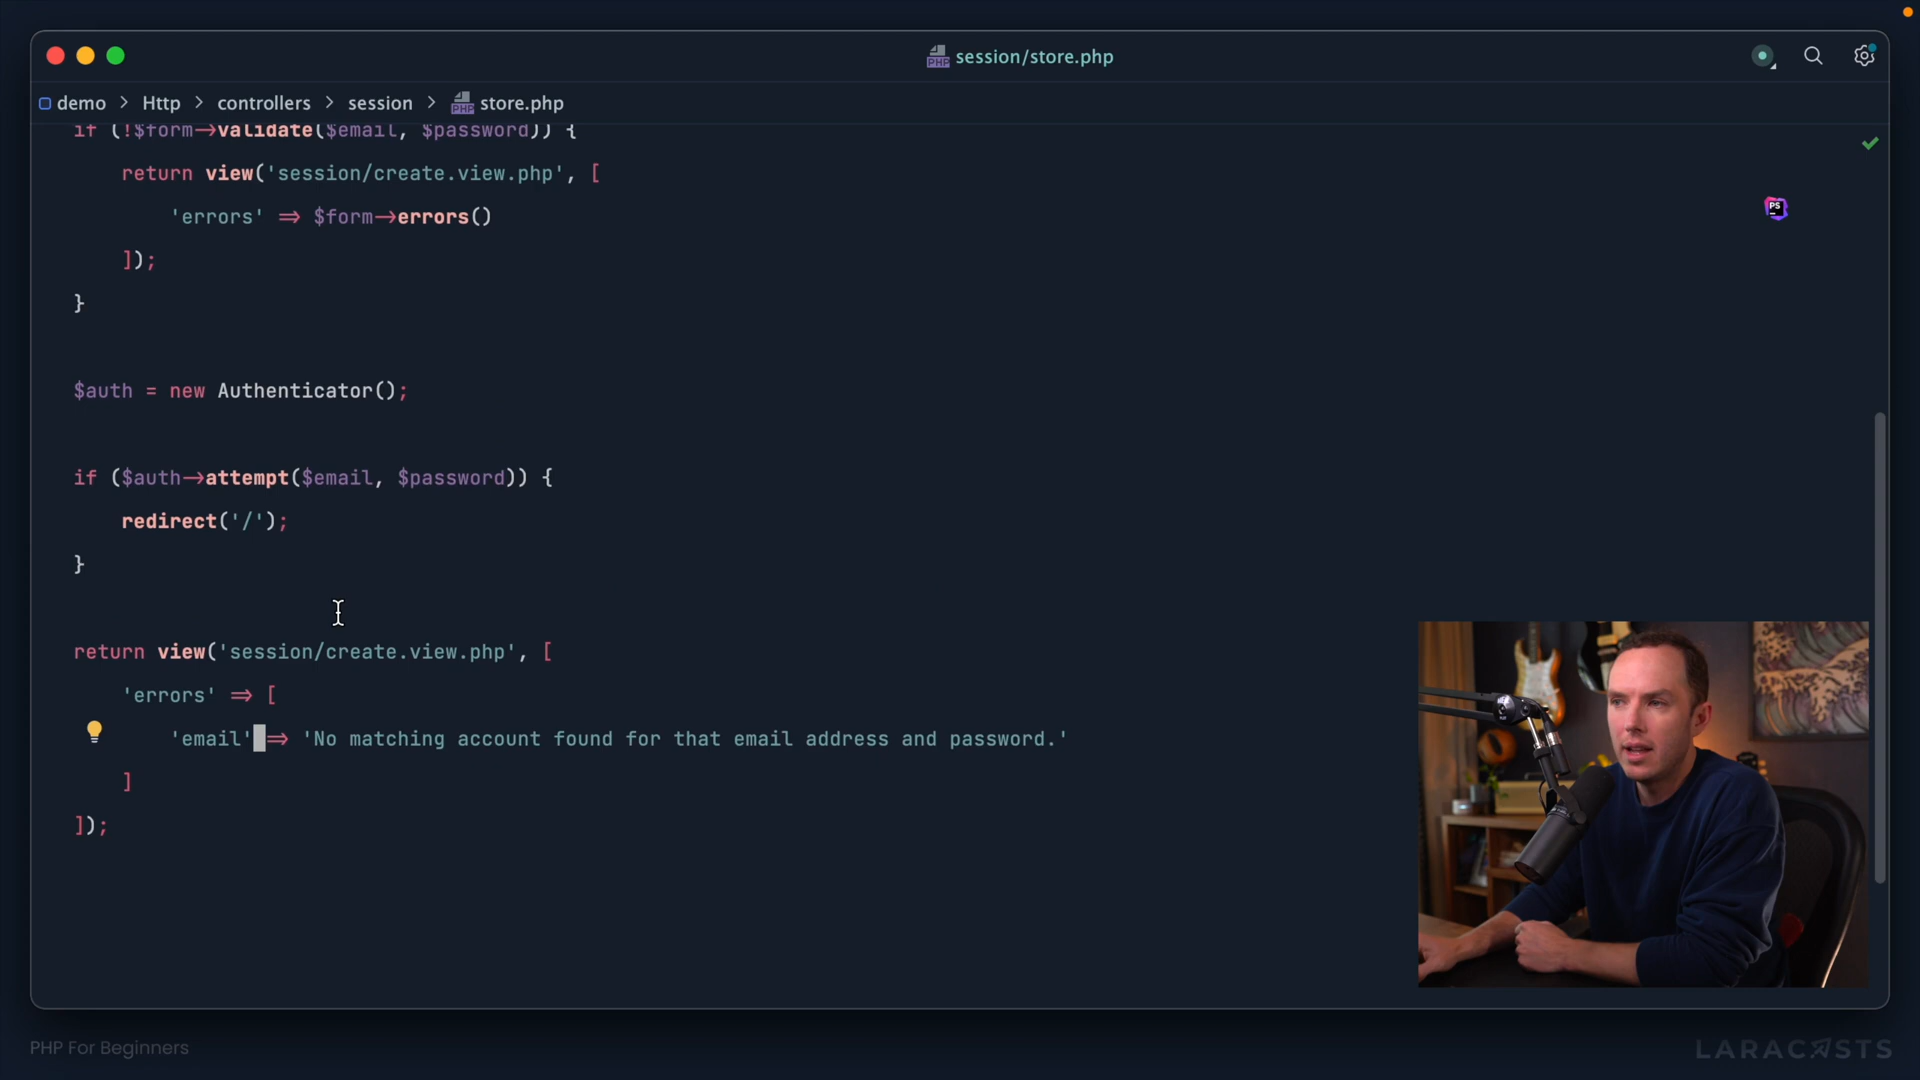 session/store.php
demo > Http > controllers > session > store.php
if (!$form->validate($email, $password)) {
return view('session/create.view.php', [
'errors' => $form->errors()
]);
}
$auth = new Authenticator();
if ($auth->attempt($email, $password)) {
redirect('/');
}
return view('session/create.view.php', [
'errors' => [
'email' => 'No matching account found for that email address and password.'
]
]);
PHP For Beginners
LARACASTS